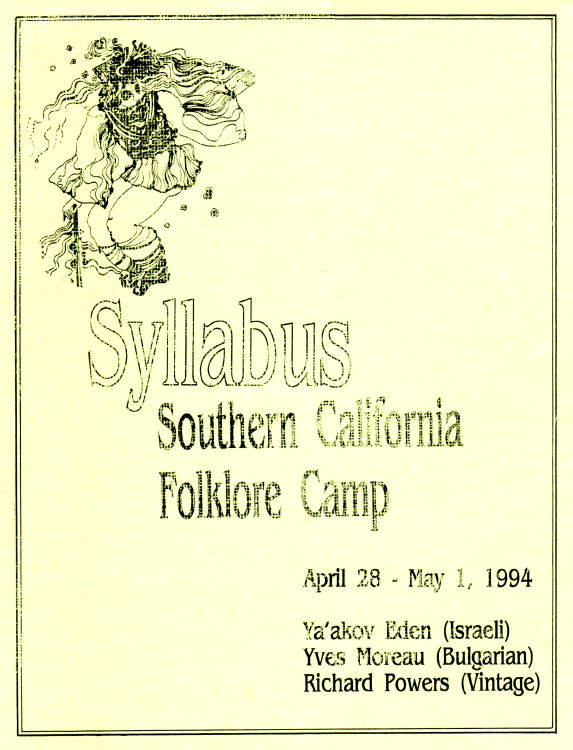 Syllabus
Southern California
Folklore Camp
April 28 - May 1, 1994
Ya'akov Eden (Israeli)
Yves Moreau (Bulgarian)
Richard Powers (Vintage)